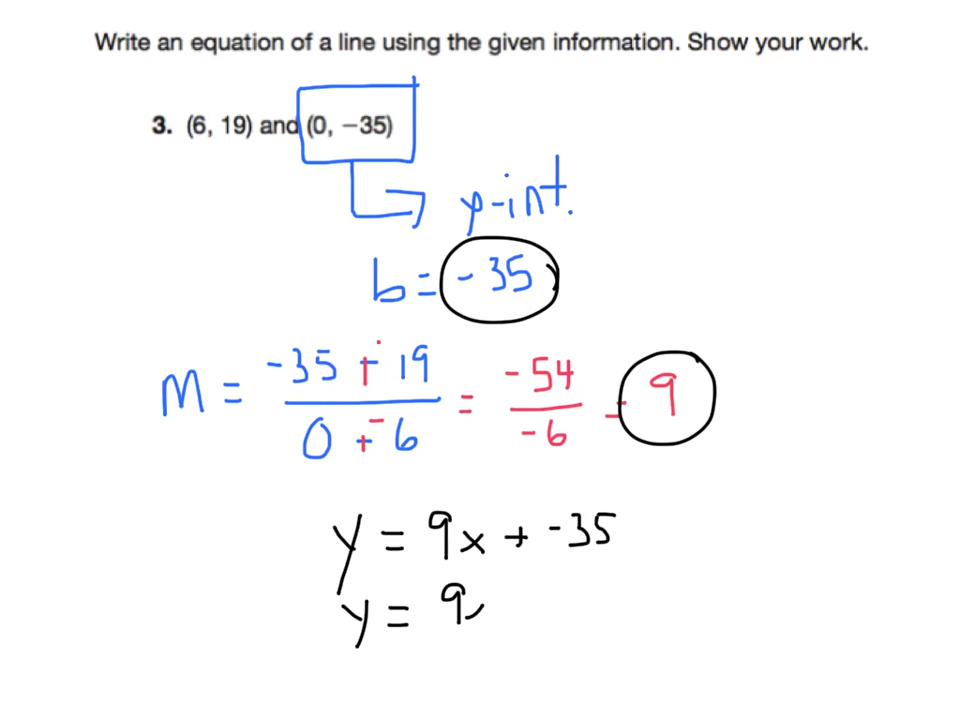 Write an equation of a line using the given information. Show your work.
3. (6, 19) and (0, −35)
y-int.
b = -35
M = -35 + -19 / 0 + -6 = -54 / -6 = 9
y = 9x + -35
y = 9